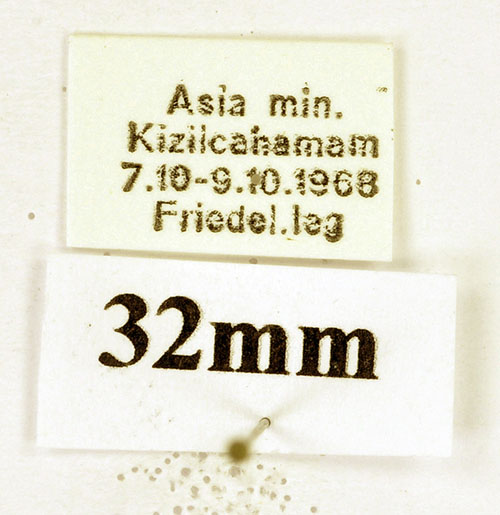 Asia min.
Kizilcahamam
7.10-9.10.1968
Friedel.leg
32mm